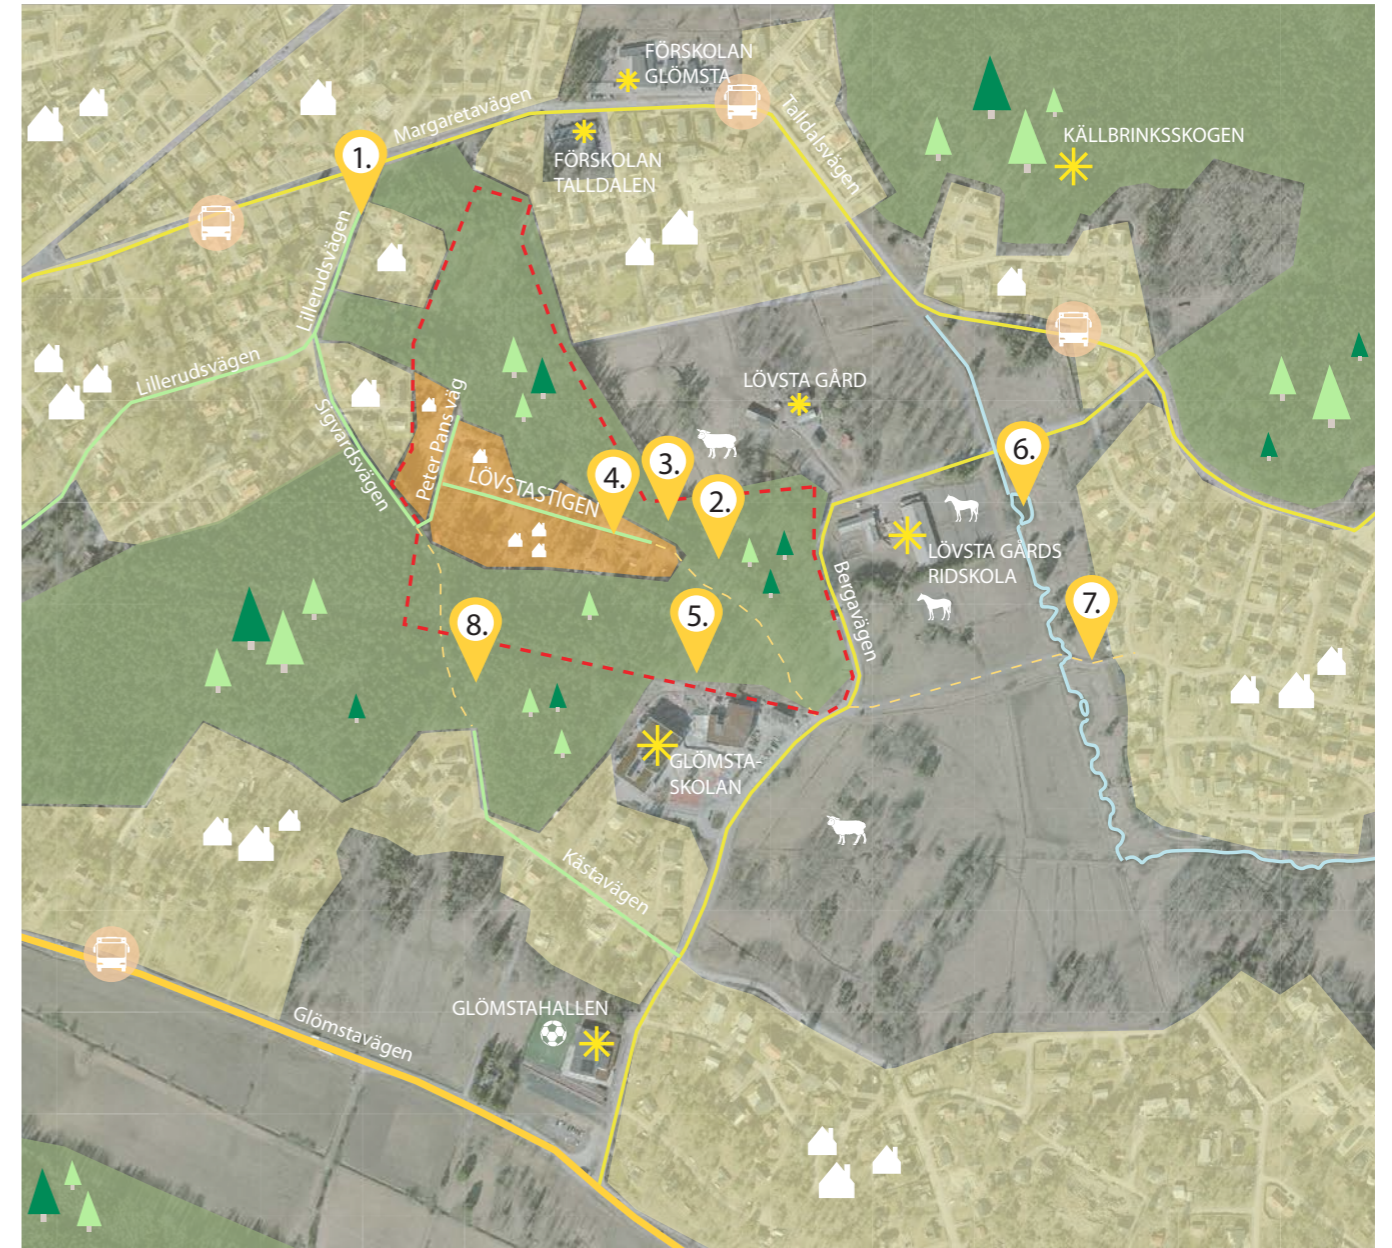 FÖRSKOLAN
GLÖMSTA
Margaretavägen
Talldalsvägen
KÄLLBRINKSSKOGEN
1.
FÖRSKOLAN
TALLDALEN
Lillerudsvägen
Lillerudsvägen
LÖVSTA GÅRD
Sigvardsvägen
Peter Pans väg
LÖVSTASTIGEN
4.
3.
2.
6.
LÖVSTA GÅRDS
RIDSKOLA
Bergavägen
8.
5.
7.
GLÖMSTA-
SKOLAN
Kästavägen
GLÖMSTAHALLEN
Glömstavägen